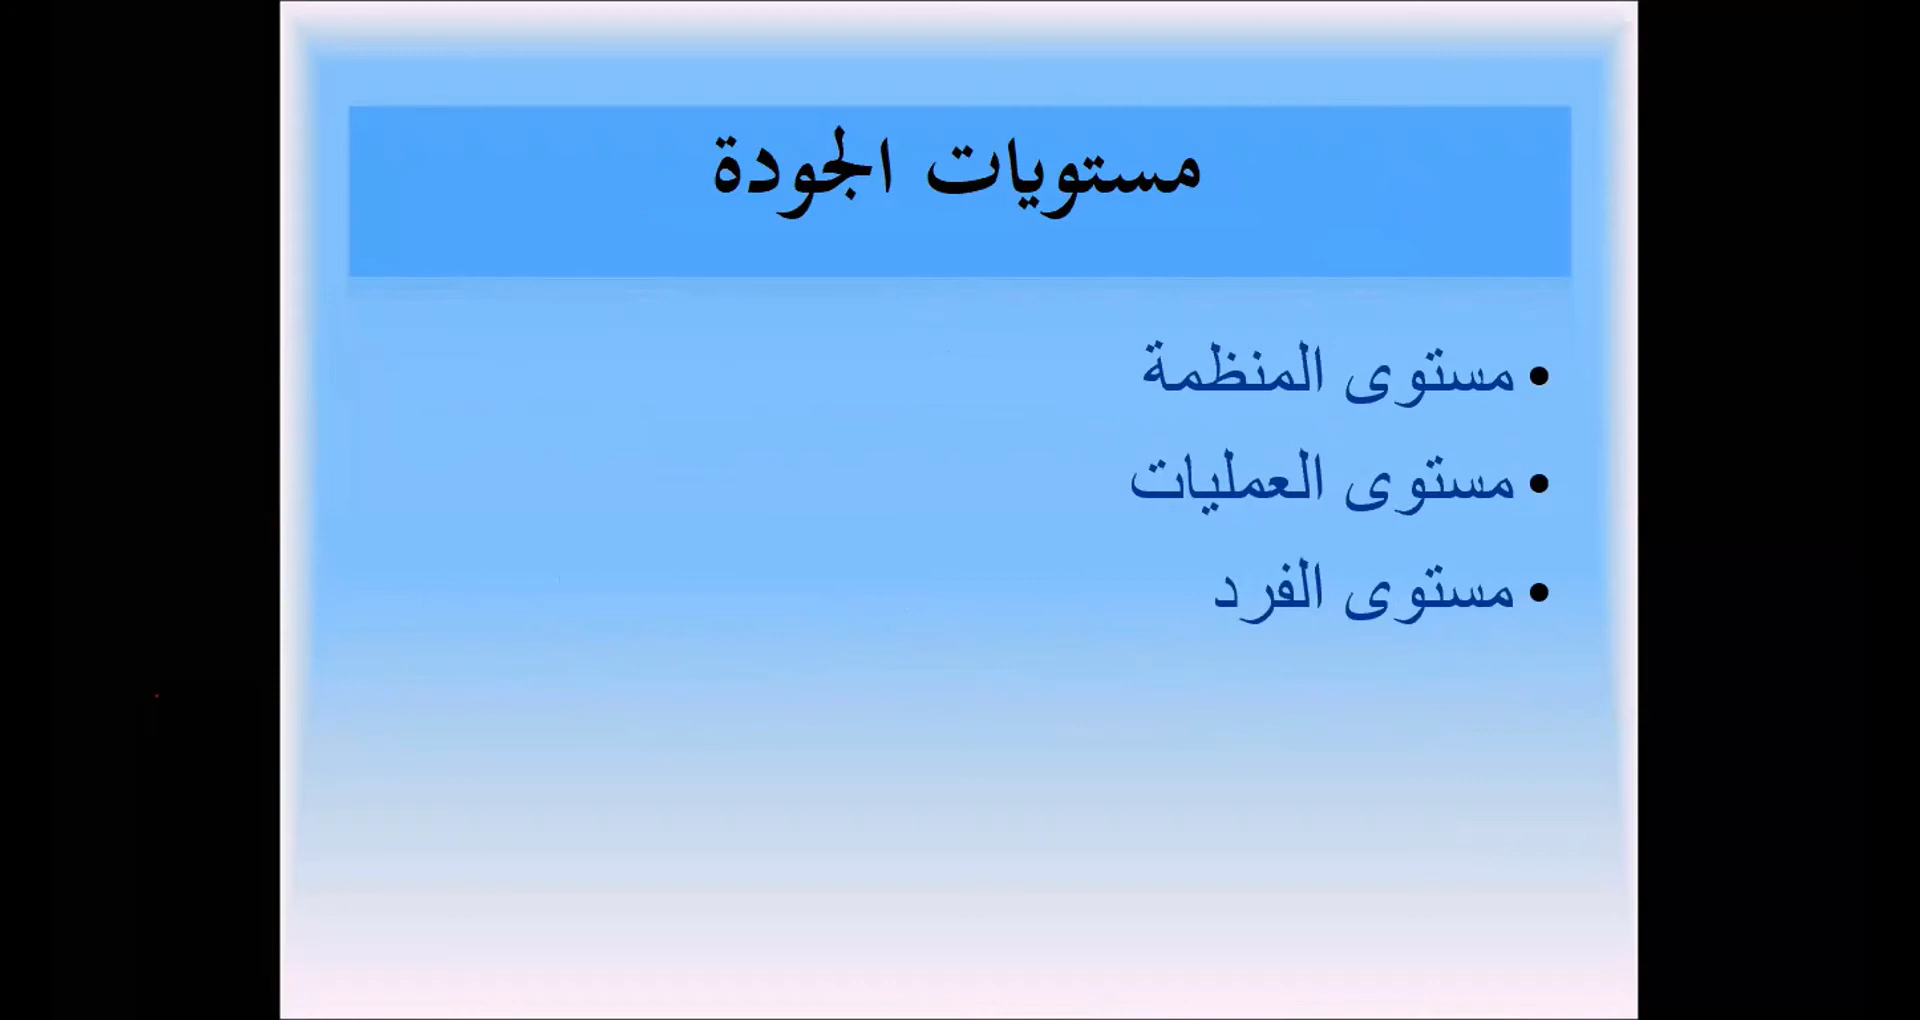 مستويات الجودة
• مستوى المنظمة
• مستوى العمليات
• مستوى الفرد